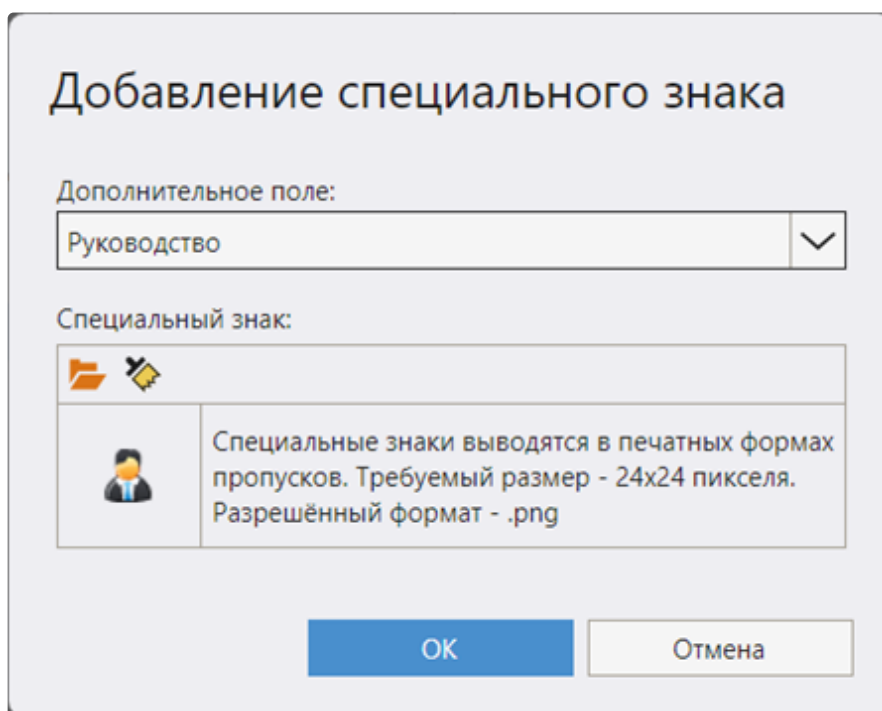 Добавление специального знака
Дополнительное поле:
Руководство
Специальный знак:
Специальные знаки выводятся в печатных формах
пропусков. Требуемый размер - 24x24 пикселя.
Разрешённый формат - .png
ОК
Отмена